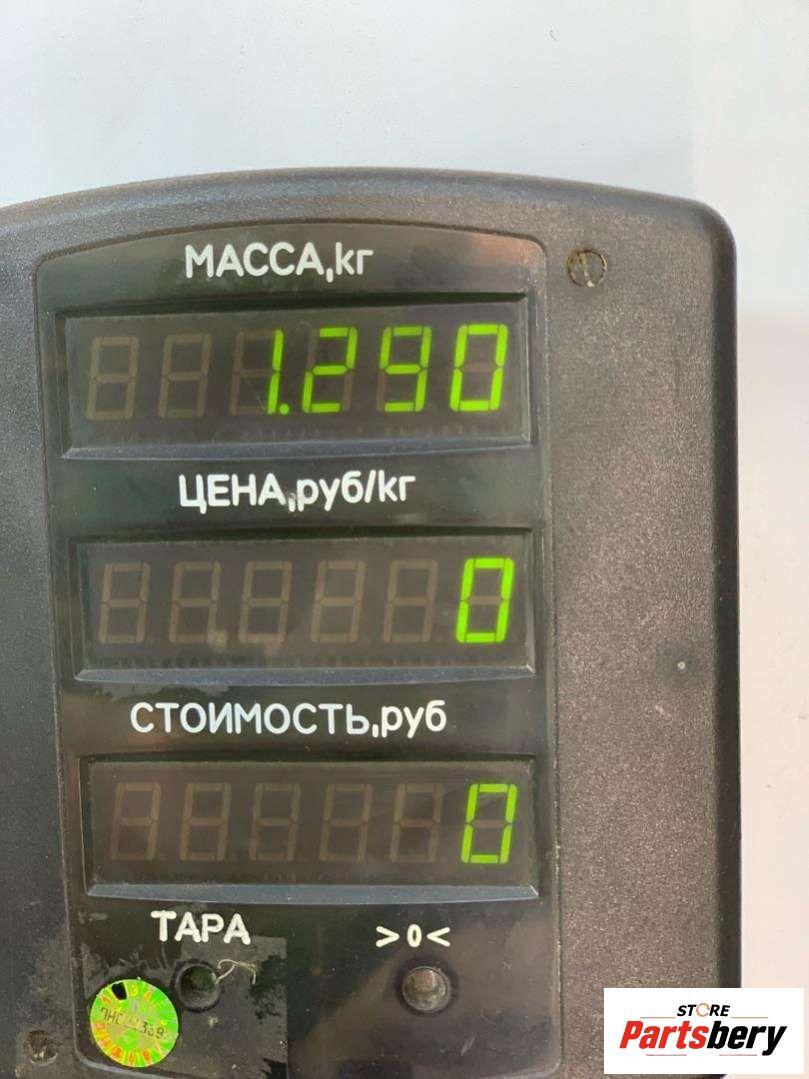 МАССА,кг
1.290
ЦЕНА,руб/кг
0
СТОИМОСТЬ,руб
0
ТАРА >0<
STORE
Partsbery